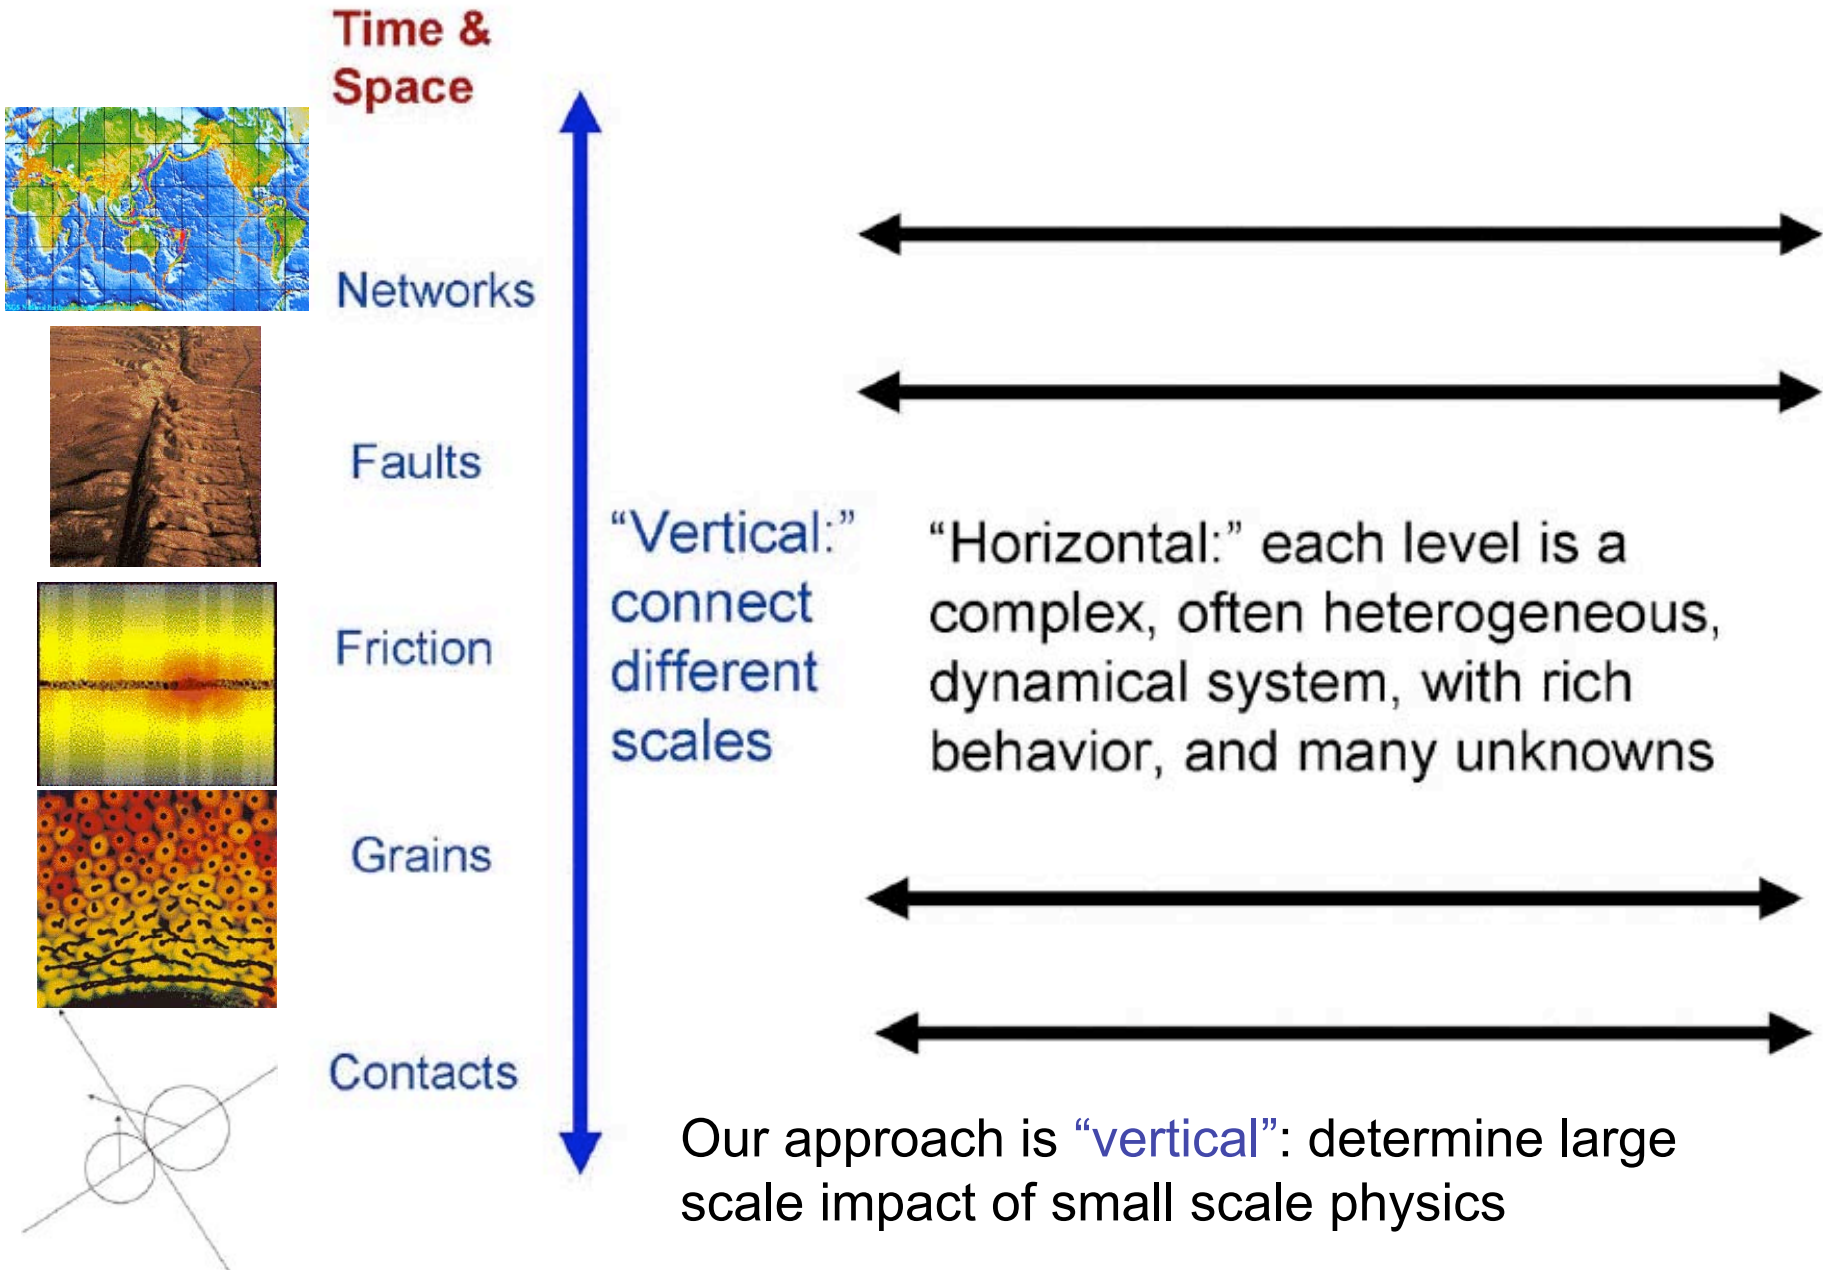 Time &
Space
Networks
Faults
Friction
Grains
Contacts
“Vertical:”
connect
different
scales
“Horizontal:” each level is a
complex, often heterogeneous,
dynamical system, with rich
behavior, and many unknowns
Our approach is “vertical”: determine large
scale impact of small scale physics